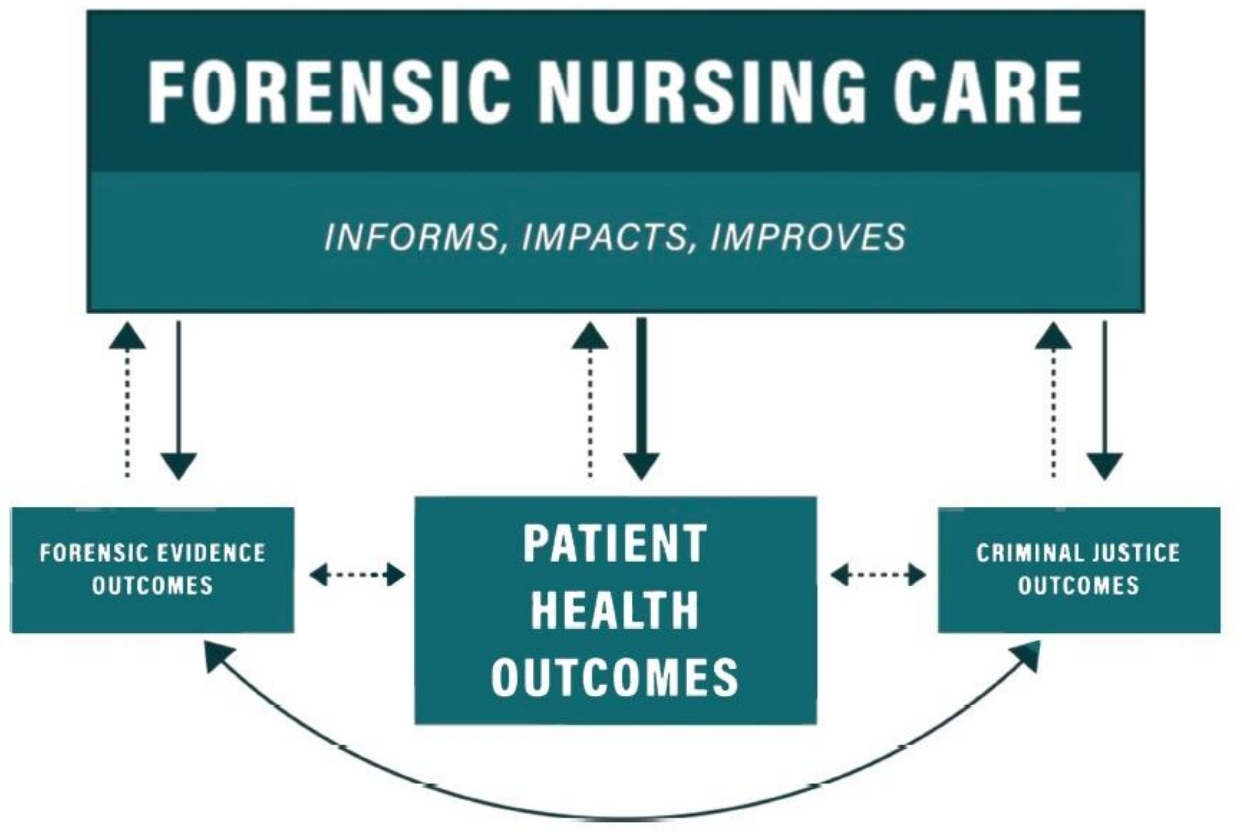 FORENSIC NURSING CARE
INFORMS, IMPACTS, IMPROVES
FORENSIC EVIDENCE
OUTCOMES
PATIENT
HEALTH
OUTCOMES
CRIMINAL JUSTICE
OUTCOMES